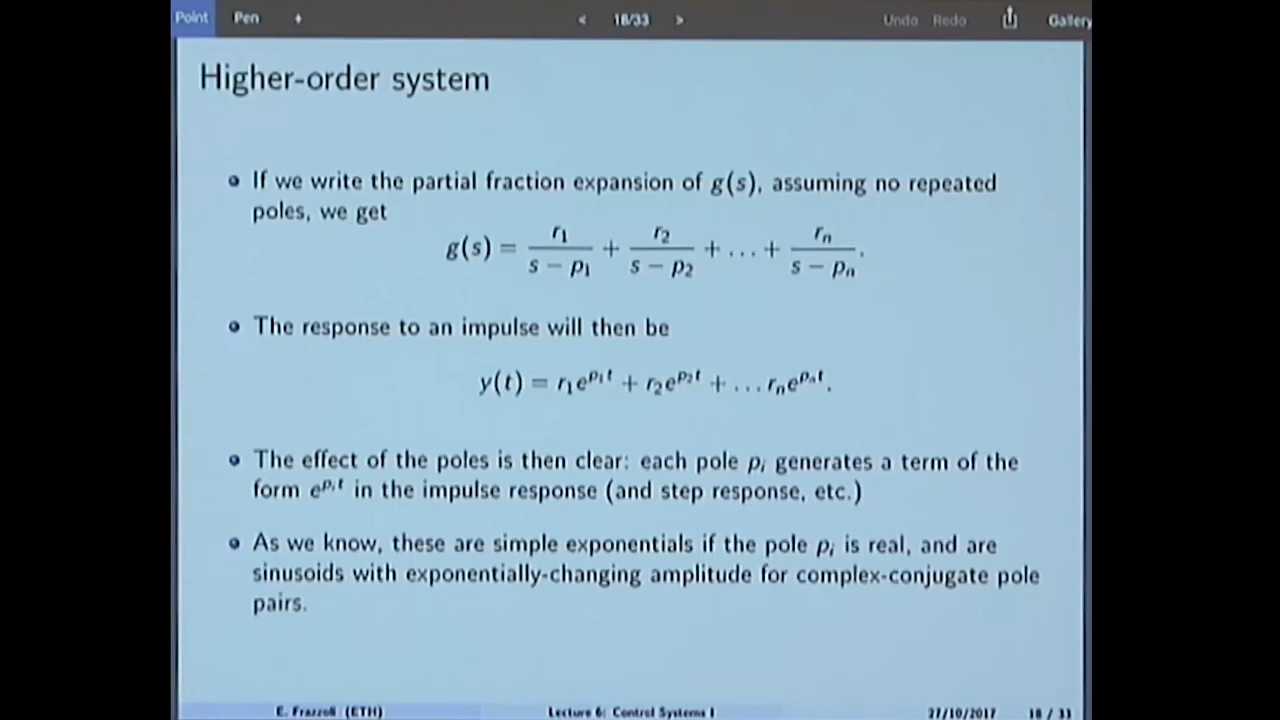 Point Pen + < 18/33 > Undo Redo Gallery
Higher-order system
If we write the partial fraction expansion of g(s), assuming no repeated
poles, we get
g(s) = r₁/(s − p₁) + r₂/(s − p₂) + … + rₙ/(s − pₙ).
The response to an impulse will then be
y(t) = r₁e^{p₁t} + r₂e^{p₂t} + … rₙe^{pₙt}.
The effect of the poles is then clear: each pole pᵢ generates a term of the
form e^{pᵢt} in the impulse response (and step response, etc.)
As we know, these are simple exponentials if the pole pᵢ is real, and are
sinusoids with exponentially-changing amplitude for complex-conjugate pole
pairs.
E. Frazzoli (ETH) Lecture 6: Control Systems I 27/10/2017 18 / 33